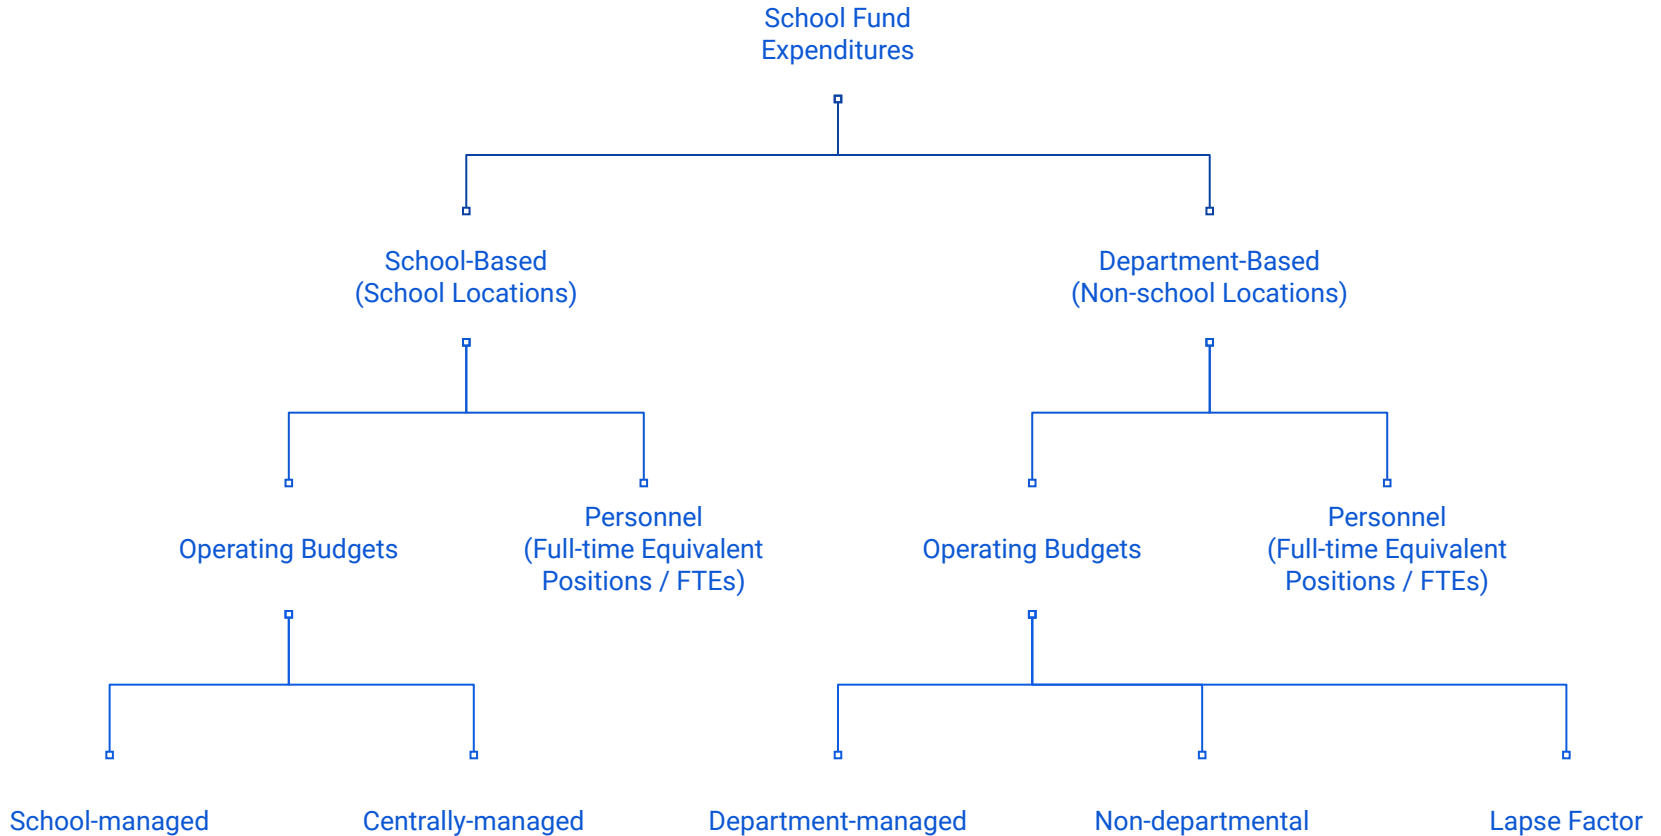 School Fund
Expenditures
School-Based
(School Locations)
Department-Based
(Non-school Locations)
Operating Budgets
Personnel
(Full-time Equivalent
Positions / FTEs)
Operating Budgets
Personnel
(Full-time Equivalent
Positions / FTEs)
School-managed
Centrally-managed
Department-managed
Non-departmental
Lapse Factor